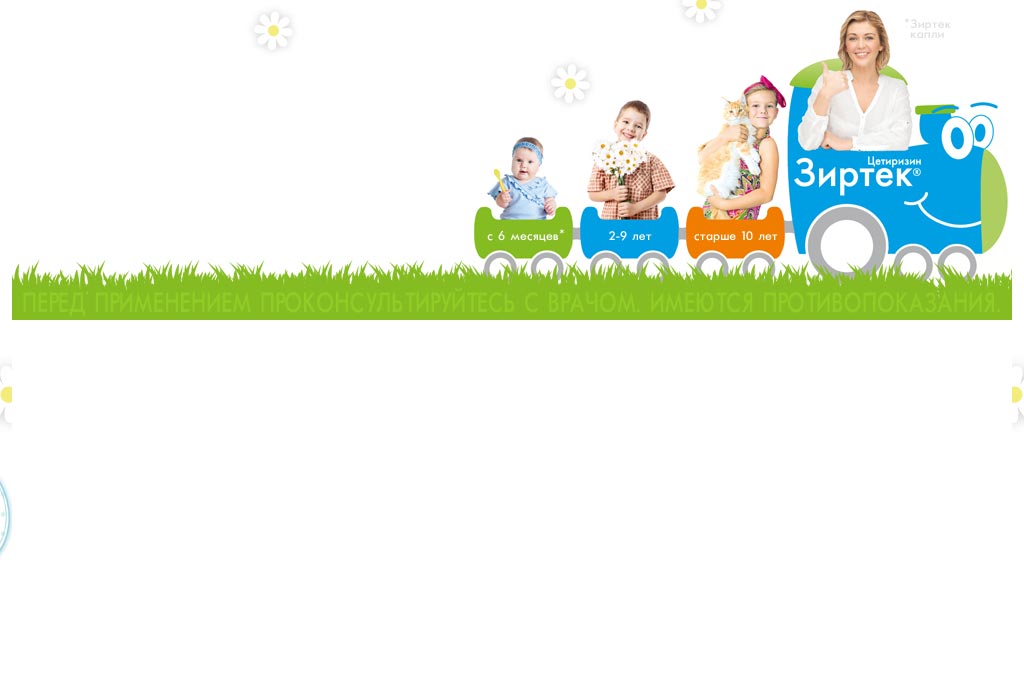 *Зиртек
капли
Цетиризин
Зиртек®
с 6 месяцев*
2-9 лет
старше 10 лет
ПЕРЕД ПРИМЕНЕНИЕМ ПРОКОНСУЛЬТИРУЙТЕСЬ С ВРАЧОМ. ИМЕЮТСЯ ПРОТИВОПОКАЗАНИЯ.